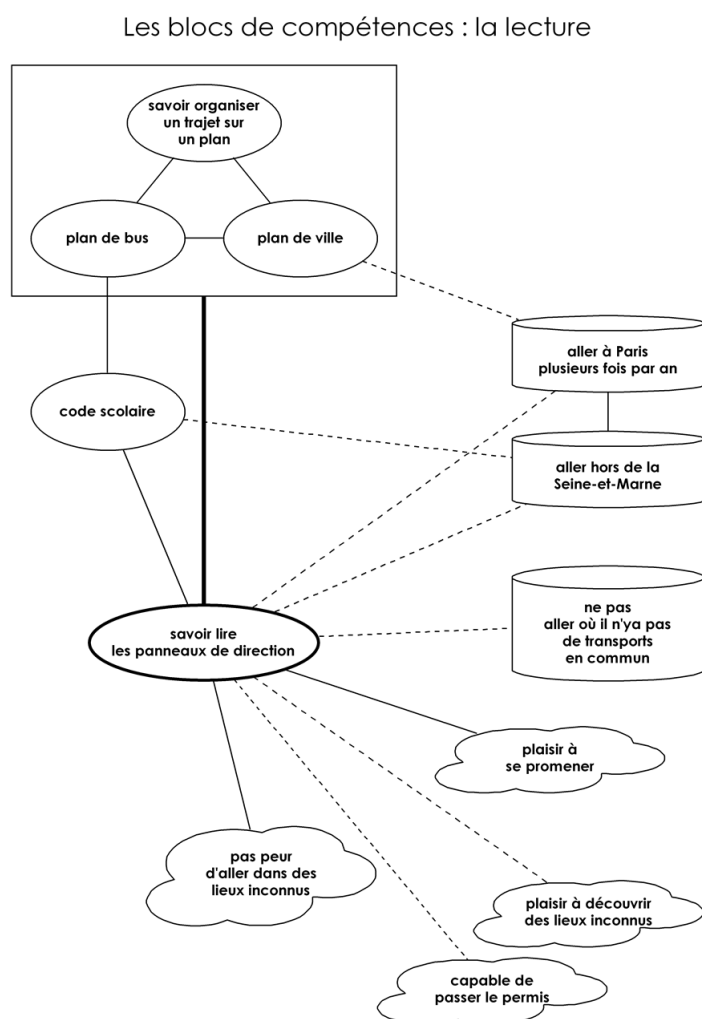 Les blocs de compétences : la lecture
savoir organiser
un trajet sur
un plan
plan de bus
plan de ville
aller à Paris
plusieurs fois par an
code scolaire
aller hors de la
Seine-et-Marne
ne pas
aller où il n'ya pas
de transports
en commun
savoir lire
les panneaux de direction
plaisir à
se promener
pas peur
d'aller dans des
lieux inconnus
plaisir à découvrir
des lieux inconnus
capable de
passer le permis